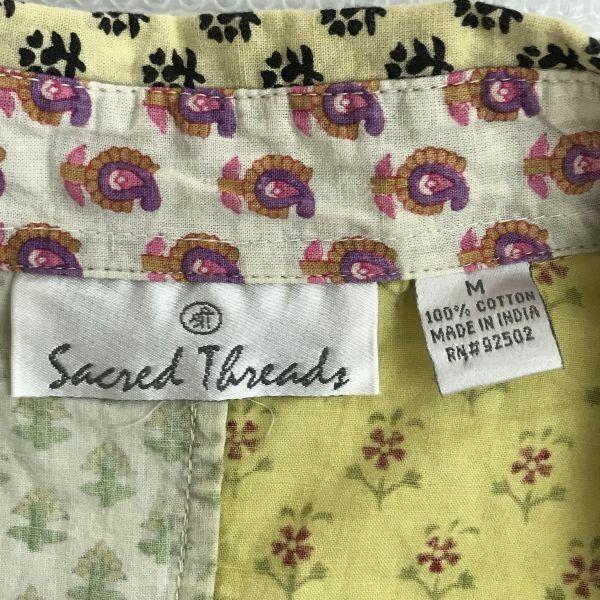 श्री
Sacred Threads
M
100% COTTON
MADE IN INDIA
RN#92502